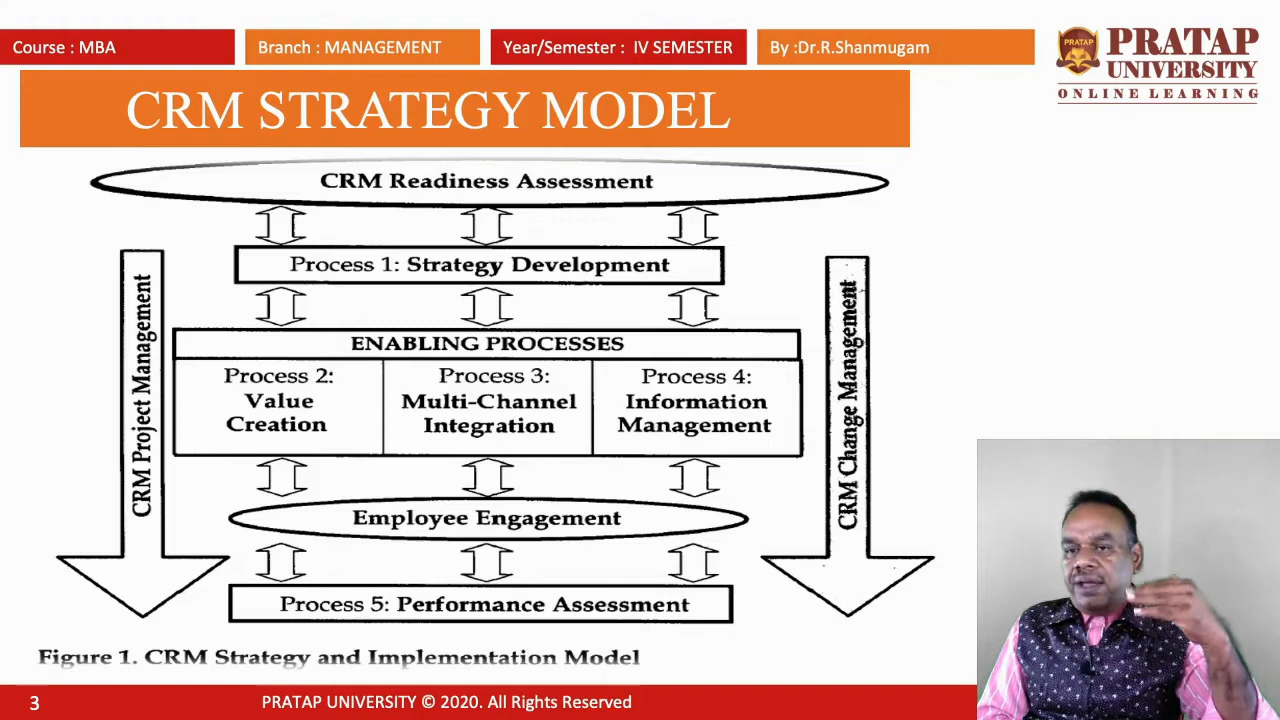 Course : MBA
Branch : MANAGEMENT
Year/Semester : IV SEMESTER
By :Dr.R.Shanmugam
PRATAP
PRATAP
UNIVERSITY
ONLINE LEARNING
CRM STRATEGY MODEL
CRM Readiness Assessment
Process 1: Strategy Development
ENABLING PROCESSES
Process 2:
Value
Creation
Process 3:
Multi-Channel
Integration
Process 4:
Information
Management
CRM Project Management
CRM Change Management
Employee Engagement
Process 5: Performance Assessment
Figure 1. CRM Strategy and Implementation Model
3
PRATAP UNIVERSITY © 2020. All Rights Reserved